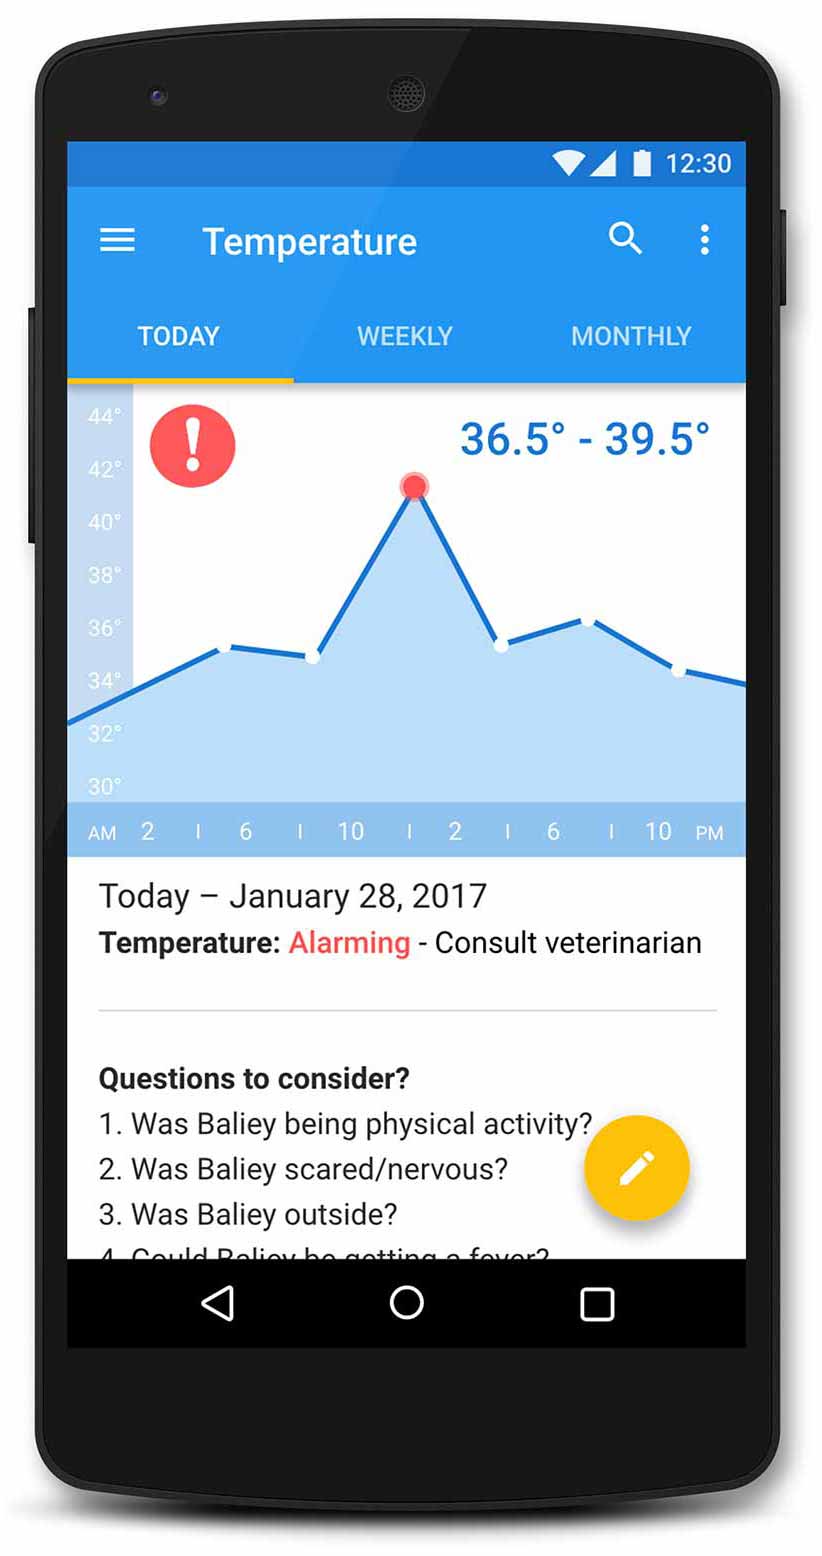 12:30
Temperature
TODAY WEEKLY MONTHLY
36.5° - 39.5°
44°
42°
40°
38°
36°
34°
32°
30°
AM 2 6 10 2 6 10 PM
Today – January 28, 2017
Temperature: Alarming - Consult veterinarian
Questions to consider?
1. Was Baliey being physical activity?
2. Was Baliey scared/nervous?
3. Was Baliey outside?
4. Could Baliey be getting a fever?